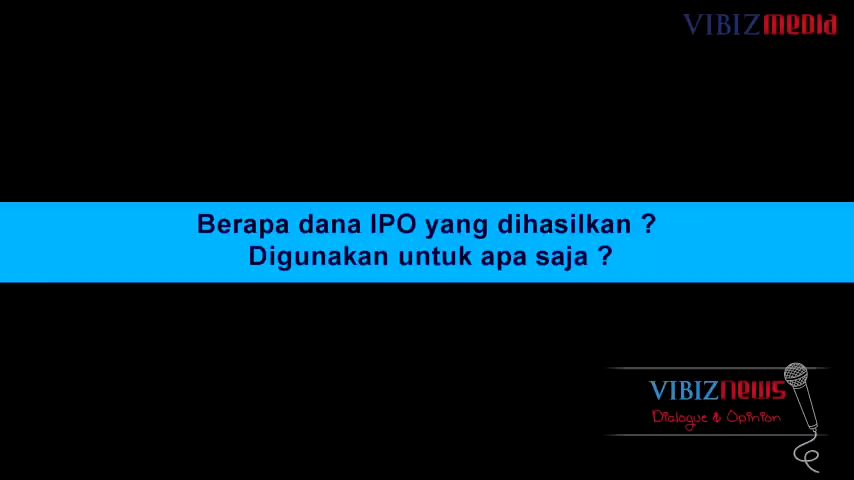 VIBIZMEDIA
Berapa dana IPO yang dihasilkan ?
Digunakan untuk apa saja ?
VIBIZNEWS
Dialogue & Opinion